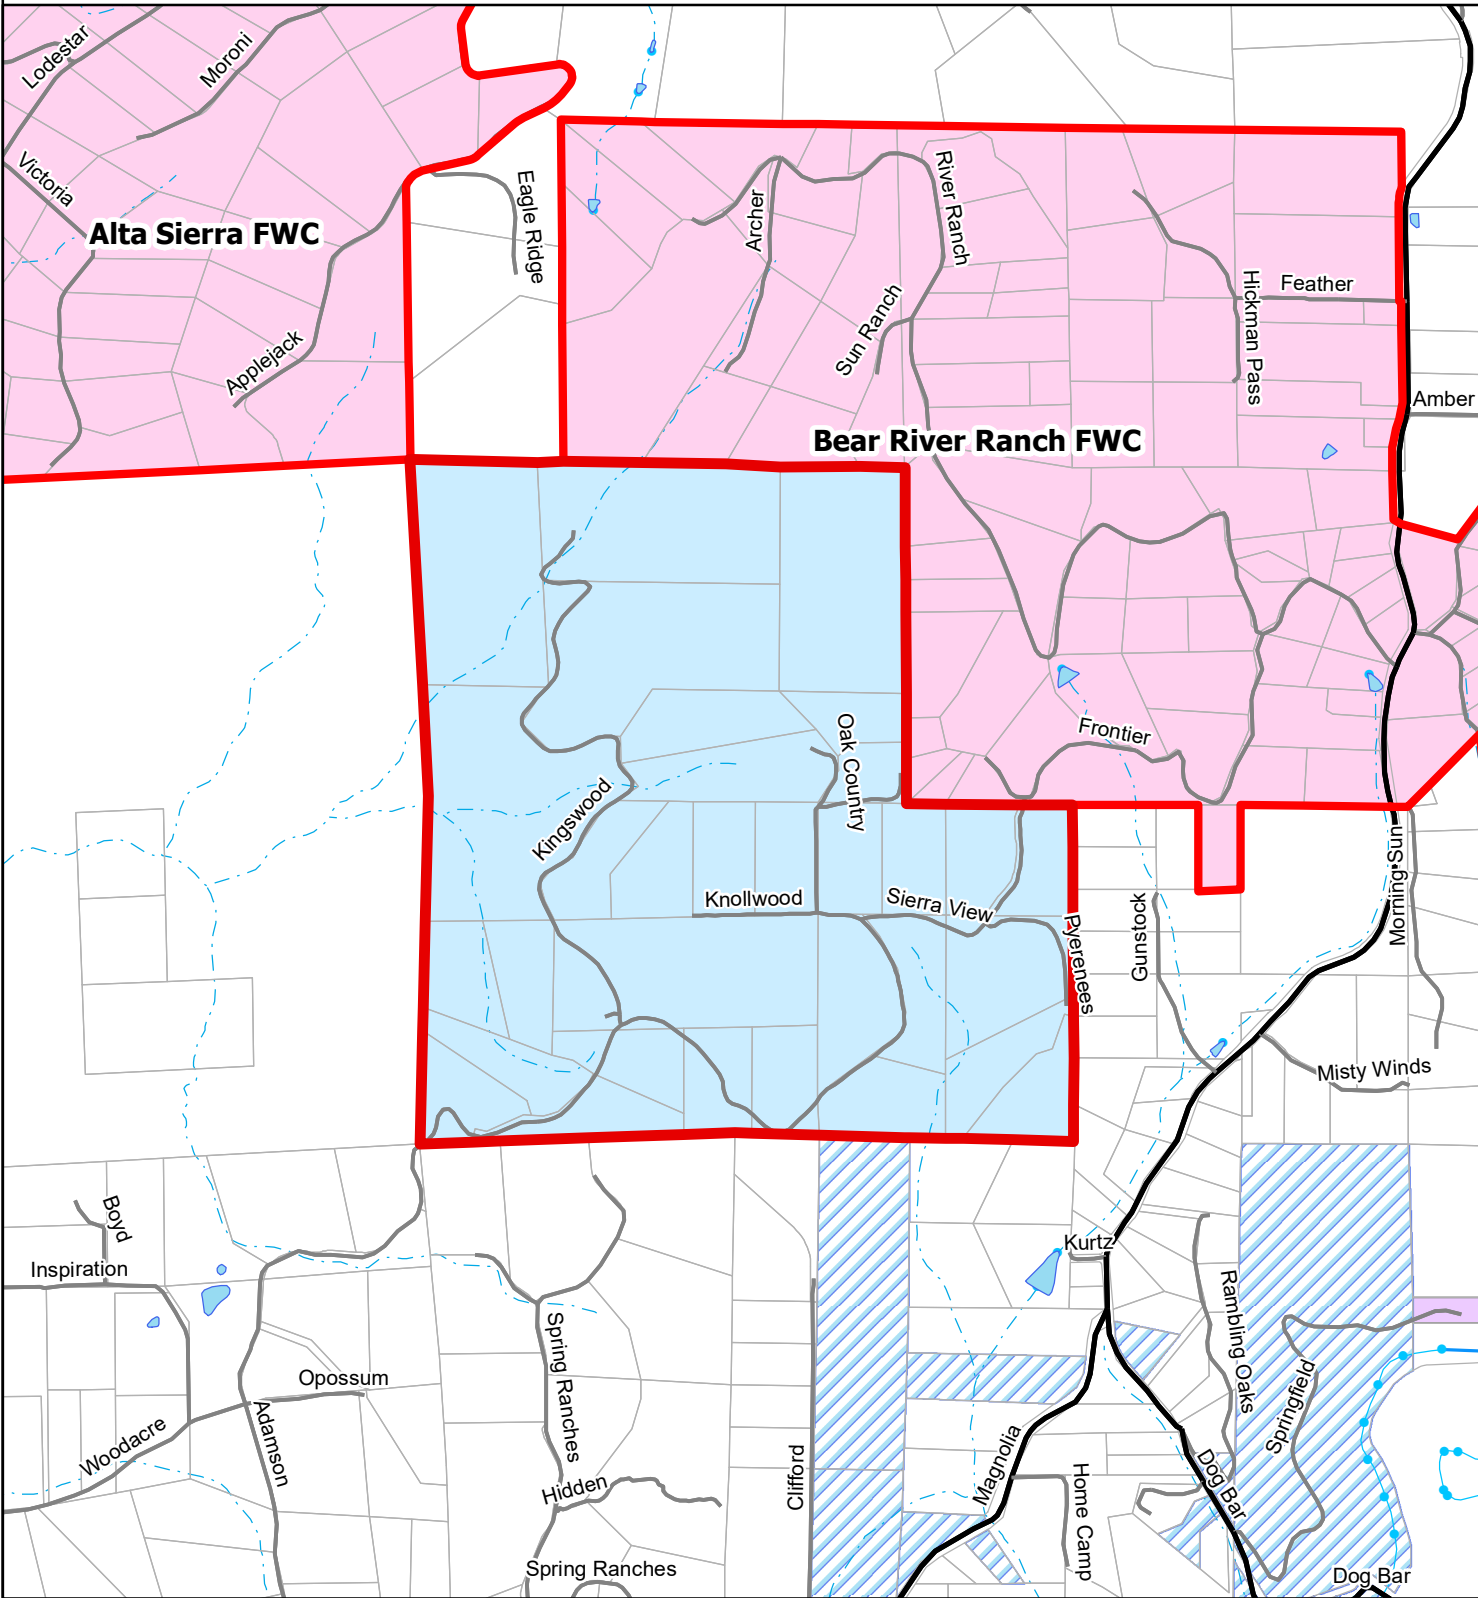 Lodestar
Moroni
Victoria
Alta Sierra FWC
Eagle Ridge
Archer
River Ranch
Sun Ranch
Hickman Pass
Feather
Applejack
Amber
Bear River Ranch FWC
Frontier
Oak Country
Kingswood
Knollwood
Sierra View
Pyerenees
Gunstock
Morning Sun
Misty Winds
Boyd
Inspiration
Kurtz
Rambling Oaks
Spring Ranches
Opossum
Springfield
Woodacre
Adamson
Hidden
Clifford
Magnolia
Home Camp
Dog Bar
Spring Ranches
Dog Bar